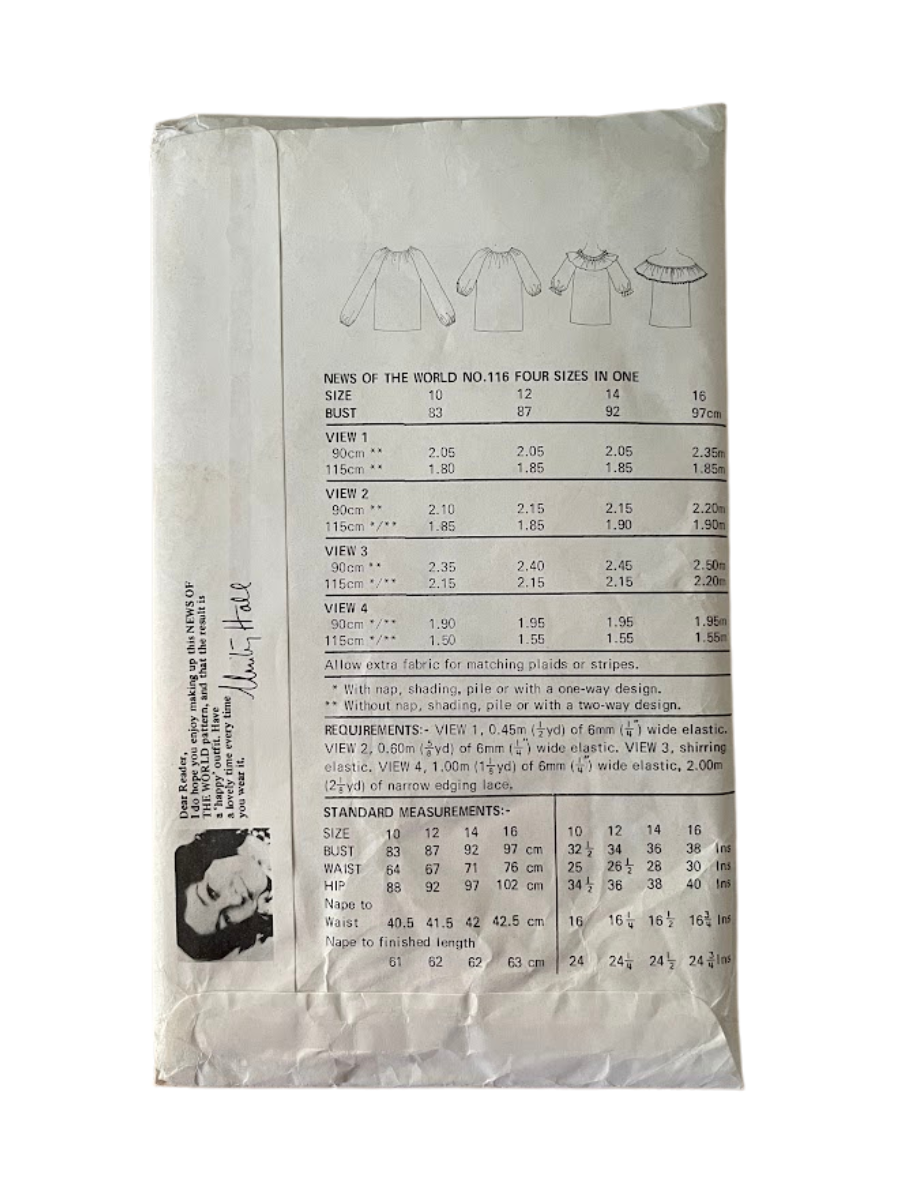 NEWS OF THE WORLD NO.116 FOUR SIZES IN ONE
SIZE 10 12 14 16
BUST 83 87 92 97cm
VIEW 1
90cm ** 2.05 2.05 2.05 2.35m
115cm ** 1.80 1.85 1.85 1.85m
VIEW 2
90cm ** 2.10 2.15 2.15 2.20m
115cm */** 1.85 1.85 1.90 1.90m
VIEW 3
90cm ** 2.35 2.40 2.45 2.50m
115cm */** 2.15 2.15 2.15 2.20m
VIEW 4
90cm */** 1.90 1.95 1.95 1.95m
115cm */** 1.50 1.55 1.55 1.55m
Allow extra fabric for matching plaids or stripes.
* With nap, shading, pile or with a one-way design.
** Without nap, shading, pile or with a two-way design.
REQUIREMENTS:- VIEW 1, 0.45m (½yd) of 6mm (¼") wide elastic.
VIEW 2, 0.60m (⅝yd) of 6mm (¼") wide elastic. VIEW 3, shirring
elastic. VIEW 4, 1.00m (1⅛yd) of 6mm (¼") wide elastic, 2.00m
(2⅛yd) of narrow edging lace.
STANDARD MEASUREMENTS:-
SIZE 10 12 14 16 10 12 14 16
BUST 83 87 92 97 cm 32½ 34 36 38 Ins
WAIST 64 67 71 76 cm 25 26½ 28 30 Ins
HIP 88 92 97 102 cm 34½ 36 38 40 Ins
Nape to
Waist 40.5 41.5 42 42.5 cm 16 16¼ 16½ 16¾ Ins
Nape to finished length
61 62 62 63 cm 24 24¼ 24½ 24¾ Ins
Dear Reader,
I do hope you enjoy making up this NEWS OF
THE WORLD pattern, and that the result is
a 'happy' outfit. Have
a lovely time every time
you wear it.
Unity Hall